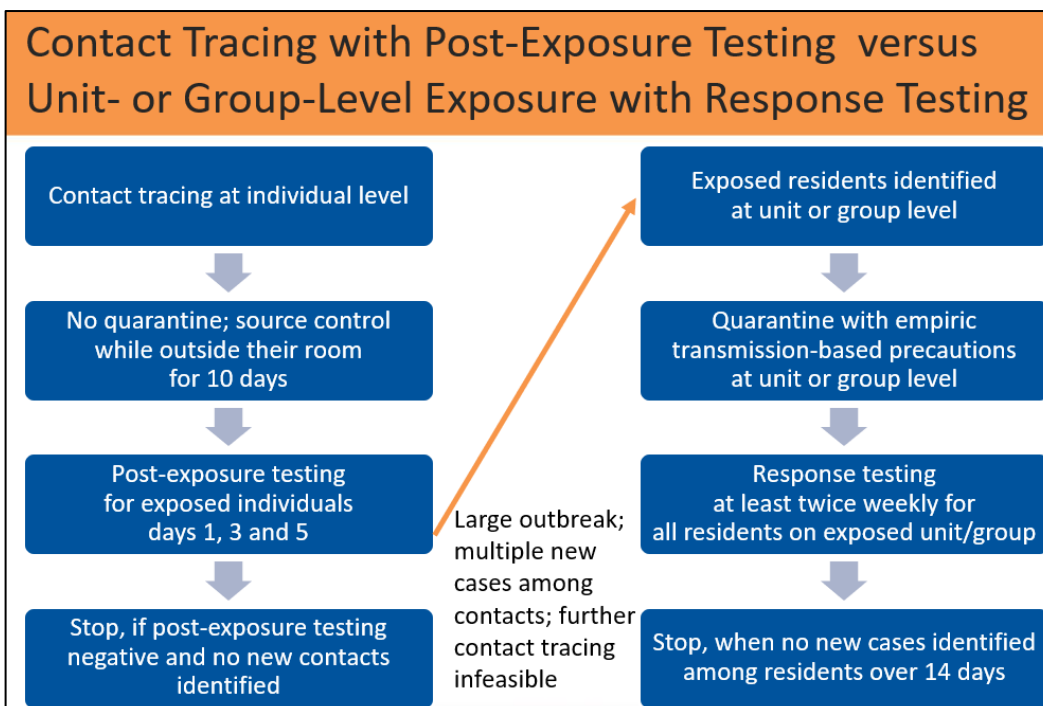 Contact Tracing with Post-Exposure Testing versus
Unit- or Group-Level Exposure with Response Testing
Contact tracing at individual level
No quarantine; source control
while outside their room
for 10 days
Post-exposure testing
for exposed individuals
days 1, 3 and 5
Stop, if post-exposure testing
negative and no new contacts
identified
Large outbreak;
multiple new
cases among
contacts; further
contact tracing
infeasible
Exposed residents identified
at unit or group level
Quarantine with empiric
transmission-based precautions
at unit or group level
Response testing
at least twice weekly for
all residents on exposed unit/group
Stop, when no new cases identified
among residents over 14 days